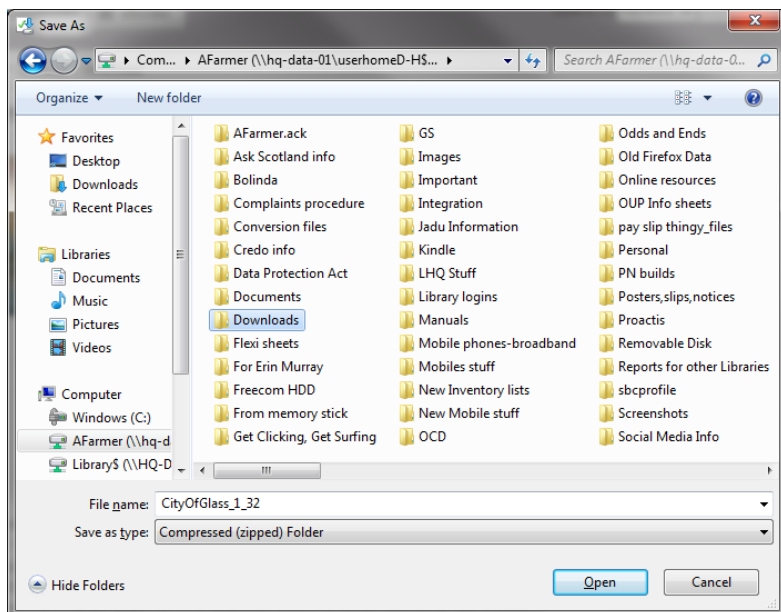 Save As
Com... AFarmer (\\hq-data-01\userhomeD-H$... Search AFarmer (\\hq-data-0...
Organize New folder
Favorites
Desktop
Downloads
Recent Places
Libraries
Documents
Music
Pictures
Videos
Computer
Windows (C:)
AFarmer (\\hq-d
Library$ (\\HQ-D
AFarmer.ack
Ask Scotland info
Bolinda
Complaints procedure
Conversion files
Credo info
Data Protection Act
Documents
Downloads
Flexi sheets
For Erin Murray
Freecom HDD
From memory stick
Get Clicking, Get Surfing
GS
Images
Important
Integration
Jadu Information
Kindle
LHQ Stuff
Library logins
Manuals
Mobile phones-broadband
Mobiles stuff
New Inventory lists
New Mobile stuff
OCD
Odds and Ends
Old Firefox Data
Online resources
OUP Info sheets
pay slip thingy_files
Personal
PN builds
Posters,slips,notices
Proactis
Removable Disk
Reports for other Libraries
sbcprofile
Screenshots
Social Media Info
File name: CityOfGlass_1_32
Save as type: Compressed (zipped) Folder
Hide Folders Open Cancel